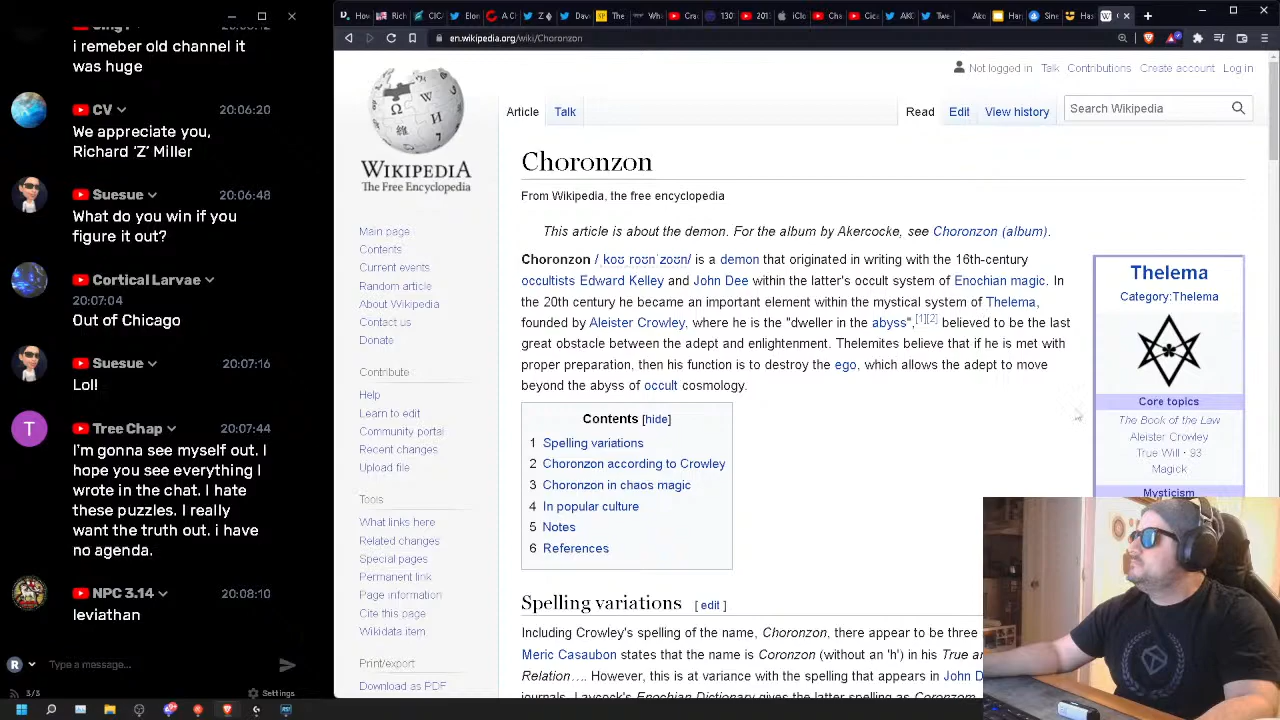 i remeber old channel it
was huge
CV 20:06:20
We appreciate you,
Richard 'Z' Miller
Suesue 20:06:48
What do you win if you
figure it out?
Cortical Larvae
20:07:04
Out of Chicago
Suesue 20:07:16
Lol!
T
Tree Chap 20:07:44
I'm gonna see myself out. I
hope you see everything I
wrote in the chat. I hate
these puzzles. I really
want the truth out. i have
no agenda.
NPC 3.14 20:08:10
leviathan
R Type a message...
3/3 Settings
en.wikipedia.org/wiki/Choronzon
Not logged in Talk Contributions Create account Log in
Article Talk Read Edit View history Search Wikipedia
WIKIPEDIA
The Free Encyclopedia
Main page
Contents
Current events
Random article
About Wikipedia
Contact us
Donate
Contribute
Help
Learn to edit
Community portal
Recent changes
Upload file
Tools
What links here
Related changes
Special pages
Permanent link
Page information
Cite this page
Wikidata item
Print/export
Download as PDF
Choronzon
From Wikipedia, the free encyclopedia
This article is about the demon. For the album by Akercocke, see Choronzon (album).
Choronzon /ˌkoʊˌroʊnˈzoʊn/ is a demon that originated in writing with the 16th-century
occultists Edward Kelley and John Dee within the latter's occult system of Enochian magic. In
the 20th century he became an important element within the mystical system of Thelema,
founded by Aleister Crowley, where he is the "dweller in the abyss",[1][2] believed to be the last
great obstacle between the adept and enlightenment. Thelemites believe that if he is met with
proper preparation, then his function is to destroy the ego, which allows the adept to move
beyond the abyss of occult cosmology.
Contents [hide]
1 Spelling variations
2 Choronzon according to Crowley
3 Choronzon in chaos magic
4 In popular culture
5 Notes
6 References
Spelling variations [ edit ]
Including Crowley's spelling of the name, Choronzon, there appear to be three
Meric Casaubon states that the name is Coronzon (without an 'h') in his True a
Relation.... However, this is at variance with the spelling that appears in John D
journals. Laycock's Enochian Dictionary gives the latter spelling as Coronzom
Thelema
Category:Thelema
Core topics
The Book of the Law
Aleister Crowley
True Will · 93
Magick
Mysticism